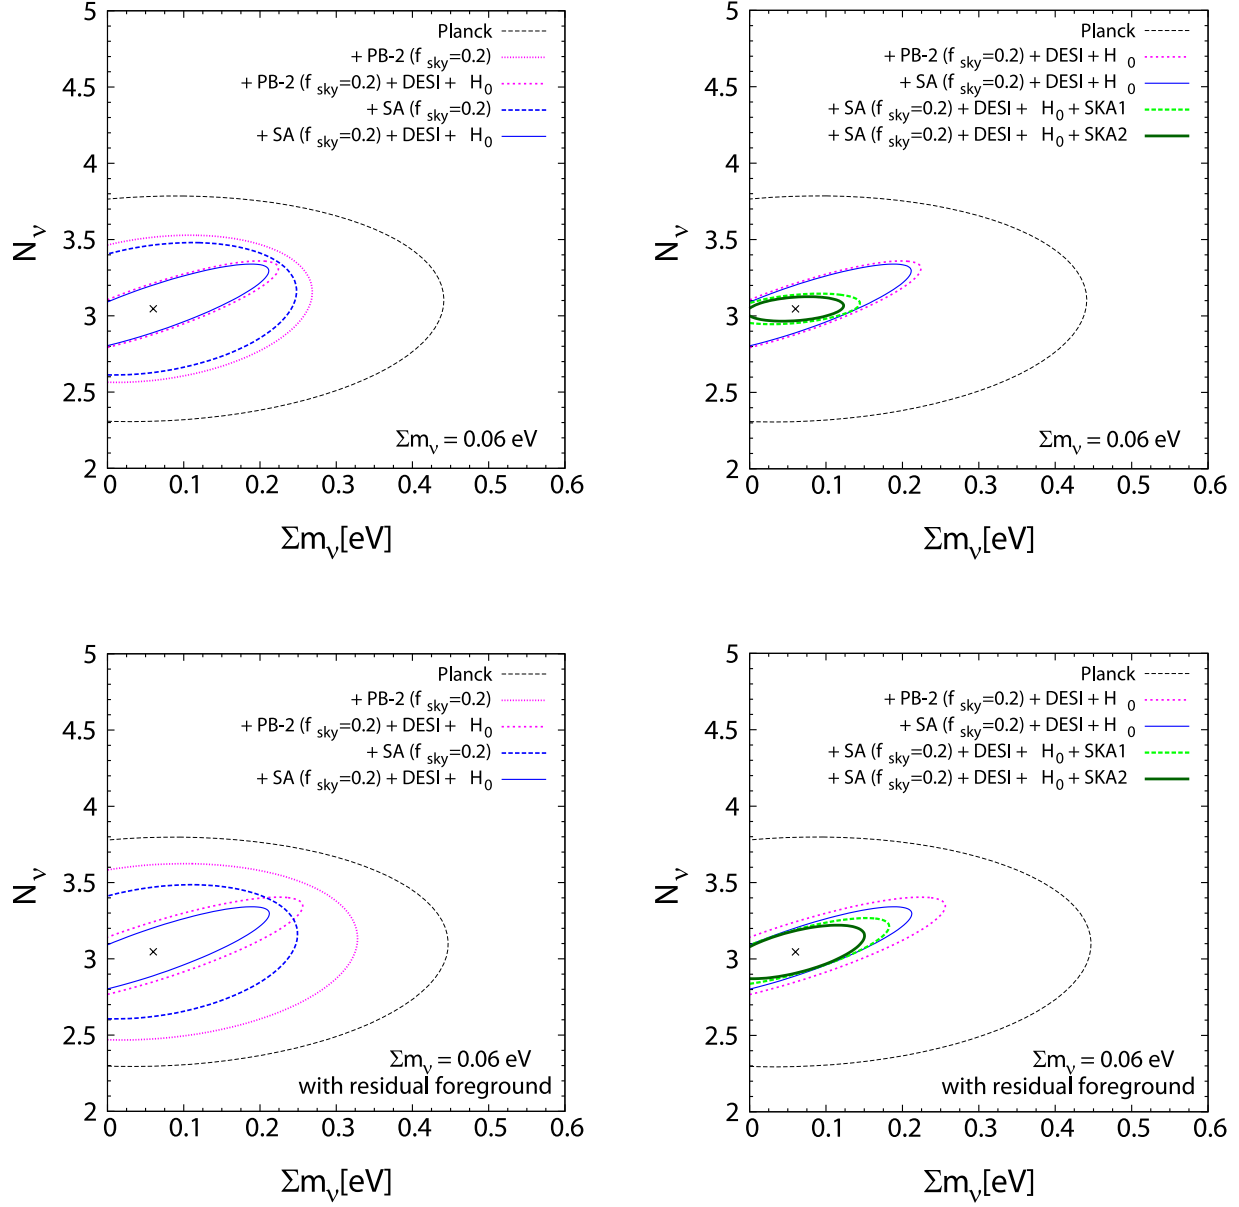 5
4.5
4
3.5
3
2.5
2
N_ν
Planck
+ PB-2 (f sky=0.2)
+ PB-2 (f sky=0.2) + DESI + H0
+ SA (f sky=0.2)
+ SA (f sky=0.2) + DESI + H0
Σmν = 0.06 eV
0 0.1 0.2 0.3 0.4 0.5 0.6
Σmν[eV]
5
4.5
4
3.5
3
2.5
2
Nν
Planck
+ PB-2 (f sky=0.2) + DESI + H 0
+ SA (f sky=0.2) + DESI + H 0
+ SA (f sky=0.2) + DESI + H0 + SKA1
+ SA (f sky=0.2) + DESI + H0 + SKA2
Σmν = 0.06 eV
0 0.1 0.2 0.3 0.4 0.5 0.6
Σmν[eV]
5
4.5
4
3.5
3
2.5
2
Nν
Planck
+ PB-2 (f sky=0.2)
+ PB-2 (f sky=0.2) + DESI + H0
+ SA (f sky=0.2)
+ SA (f sky=0.2) + DESI + H0
Σmν = 0.06 eV
with residual foreground
0 0.1 0.2 0.3 0.4 0.5 0.6
Σmν[eV]
5
4.5
4
3.5
3
2.5
2
Nν
Planck
+ PB-2 (f sky=0.2) + DESI + H 0
+ SA (f sky=0.2) + DESI + H 0
+ SA (f sky=0.2) + DESI + H0 + SKA1
+ SA (f sky=0.2) + DESI + H0 + SKA2
Σmν = 0.06 eV
with residual foreground
0 0.1 0.2 0.3 0.4 0.5 0.6
Σmν[eV]